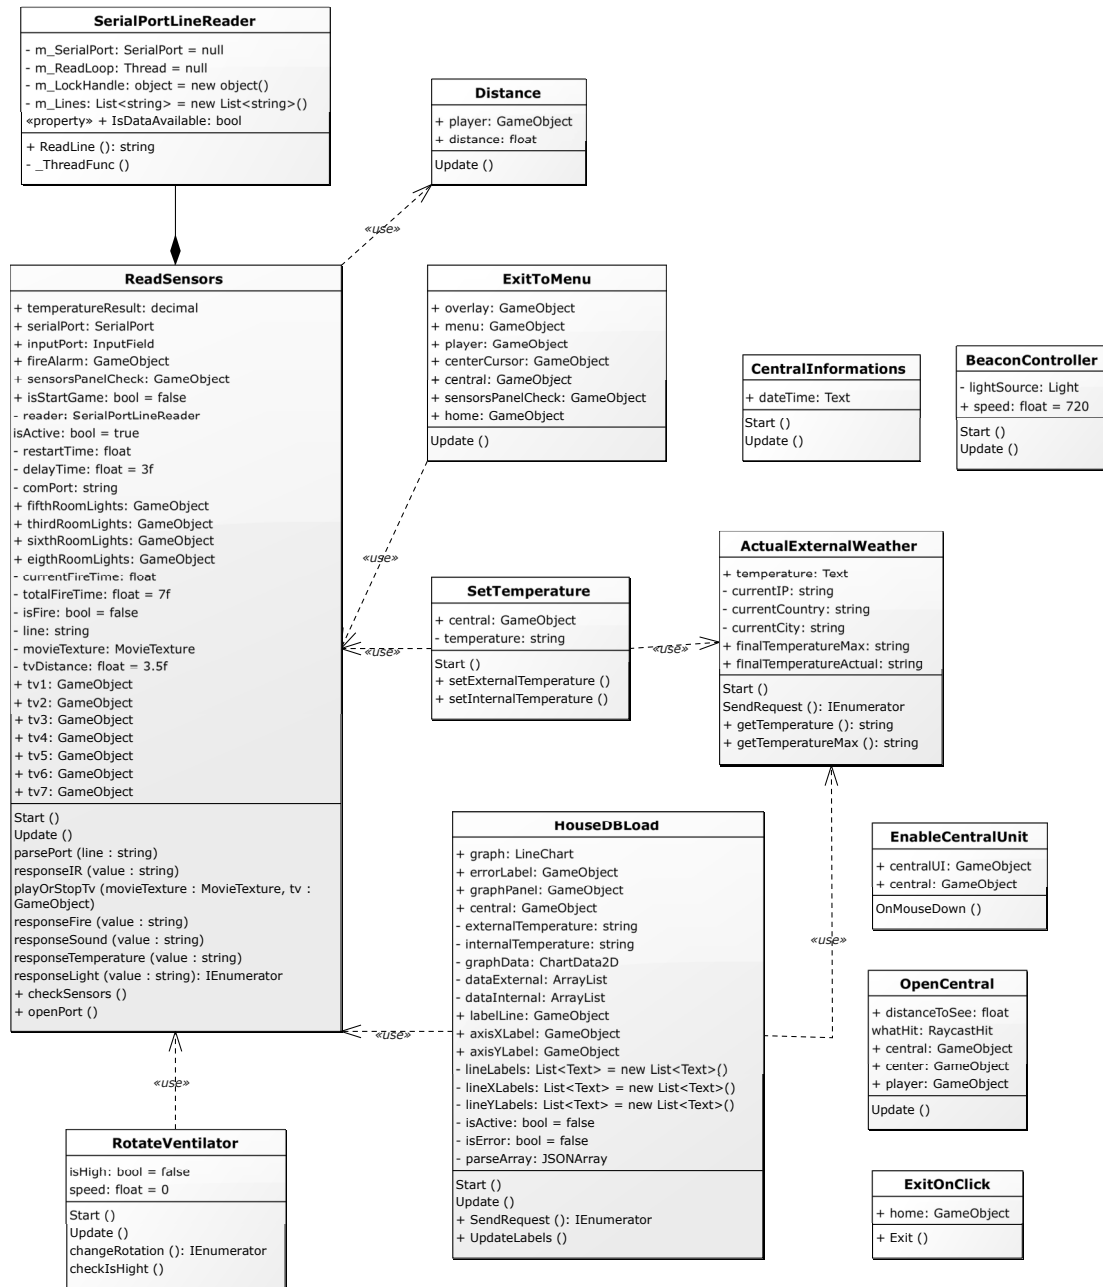 SerialPortLineReader
- m_SerialPort: SerialPort = null
- m_ReadLoop: Thread = null
- m_LockHandle: object = new object()
- m_Lines: List<string> = new List<string>()
«property» + IsDataAvailable: bool
+ ReadLine (): string
- _ThreadFunc ()
Distance
+ player: GameObject
+ distance: float
Update ()
«use»
ReadSensors
+ temperatureResult: decimal
+ serialPort: SerialPort
+ inputPort: InputField
+ fireAlarm: GameObject
+ sensorsPanelCheck: GameObject
+ isStartGame: bool = false
- reader: SerialPortLineReader
isActive: bool = true
- restartTime: float
- delayTime: float = 3f
- comPort: string
+ fifthRoomLights: GameObject
+ thirdRoomLights: GameObject
+ sixthRoomLights: GameObject
+ eigthRoomLights: GameObject
- currentFireTime: float
- totalFireTime: float = 7f
- isFire: bool = false
- line: string
- movieTexture: MovieTexture
- tvDistance: float = 3.5f
+ tv1: GameObject
+ tv2: GameObject
+ tv3: GameObject
+ tv4: GameObject
+ tv5: GameObject
+ tv6: GameObject
+ tv7: GameObject
Start ()
Update ()
parsePort (line : string)
responseIR (value : string)
playOrStopTv (movieTexture : MovieTexture, tv :
GameObject)
responseFire (value : string)
responseSound (value : string)
responseTemperature (value : string)
responseLight (value : string): IEnumerator
+ checkSensors ()
+ openPort ()
ExitToMenu
+ overlay: GameObject
+ menu: GameObject
+ player: GameObject
+ centerCursor: GameObject
+ central: GameObject
+ sensorsPanelCheck: GameObject
+ home: GameObject
Update ()
«use»
CentralInformations
+ dateTime: Text
Start ()
Update ()
BeaconController
- lightSource: Light
+ speed: float = 720
Start ()
Update ()
SetTemperature
+ central: GameObject
- temperature: string
Start ()
+ setExternalTemperature ()
+ setInternalTemperature ()
«use»
«use»
ActualExternalWeather
+ temperature: Text
- currentIP: string
- currentCountry: string
- currentCity: string
+ finalTemperatureMax: string
+ finalTemperatureActual: string
Start ()
SendRequest (): IEnumerator
+ getTemperature (): string
+ getTemperatureMax (): string
HouseDBLoad
+ graph: LineChart
+ errorLabel: GameObject
+ graphPanel: GameObject
+ central: GameObject
- externalTemperature: string
- internalTemperature: string
- graphData: ChartData2D
- dataExternal: ArrayList
- dataInternal: ArrayList
+ labelLine: GameObject
+ axisXLabel: GameObject
+ axisYLabel: GameObject
- lineLabels: List<Text> = new List<Text>()
- lineXLabels: List<Text> = new List<Text>()
- lineYLabels: List<Text> = new List<Text>()
- isActive: bool = false
- isError: bool = false
- parseArray: JSONArray
Start ()
Update ()
+ SendRequest (): IEnumerator
+ UpdateLabels ()
«use»
«use»
EnableCentralUnit
+ centralUI: GameObject
+ central: GameObject
OnMouseDown ()
OpenCentral
+ distanceToSee: float
whatHit: RaycastHit
+ central: GameObject
+ center: GameObject
+ player: GameObject
Update ()
«use»
RotateVentilator
isHigh: bool = false
speed: float = 0
Start ()
Update ()
changeRotation (): IEnumerator
checkIsHight ()
ExitOnClick
+ home: GameObject
+ Exit ()